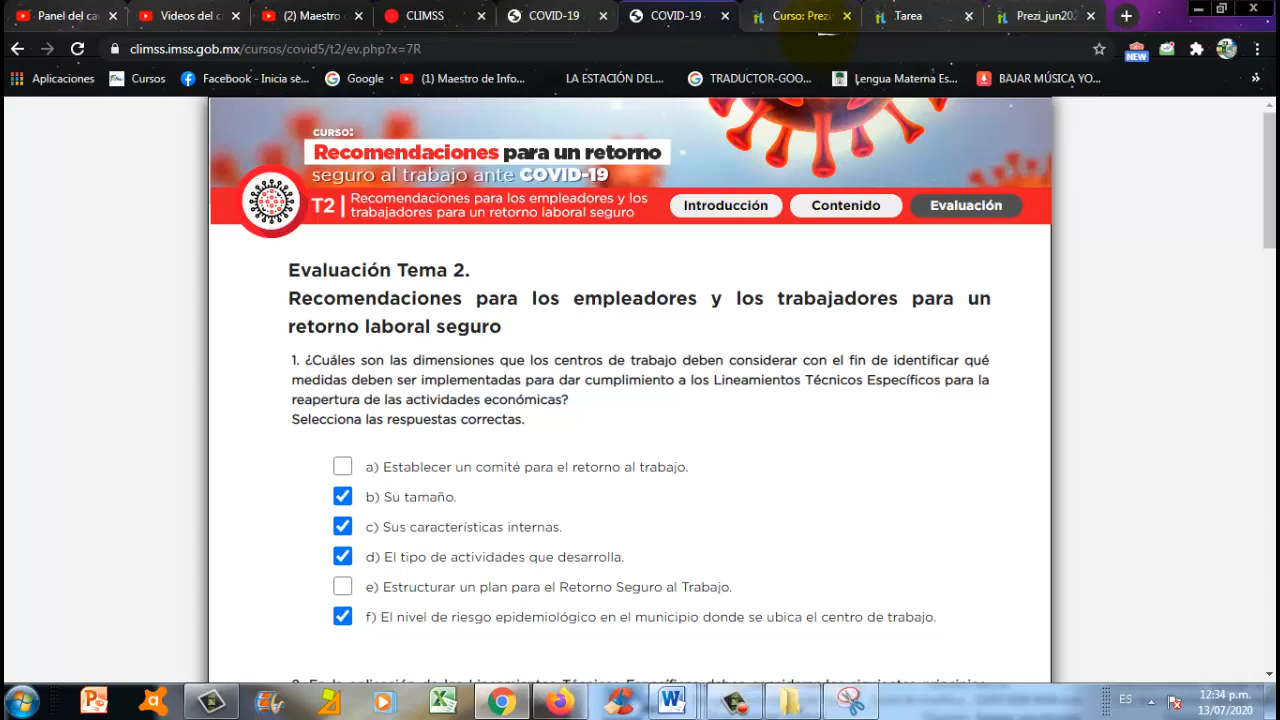 Panel del c
Videos del c
(2) Maestro
CLIMSS
COVID-19
COVID-19
Curso: Prezi
Tarea
Prezi_jun202
climss.imss.gob.mx/cursos/covid5/t2/ev.php?x=7R
NEW
Aplicaciones
Cursos
Facebook - Inicia sè...
Google
(1) Maestro de Info...
LA ESTACIÓN DEL...
TRADUCTOR-GOO...
Lengua Materna Es...
BAJAR MÚSICA YO...
CURSO:
Recomendaciones para un retorno
seguro al trabajo ante COVID-19
T2 | Recomendaciones para los empleadores y los
trabajadores para un retorno laboral seguro
Introducción
Contenido
Evaluación
Evaluación Tema 2.
Recomendaciones para los empleadores y los trabajadores para un
retorno laboral seguro
1. ¿Cuáles son las dimensiones que los centros de trabajo deben considerar con el fin de identificar qué
medidas deben ser implementadas para dar cumplimiento a los Lineamientos Técnicos Específicos para la
reapertura de las actividades económicas?
Selecciona las respuestas correctas.
a) Establecer un comité para el retorno al trabajo.
b) Su tamaño.
c) Sus características internas.
d) El tipo de actividades que desarrolla.
e) Estructurar un plan para el Retorno Seguro al Trabajo.
f) El nivel de riesgo epidemiológico en el municipio donde se ubica el centro de trabajo.
ES
12:34 p.m.
13/07/2020